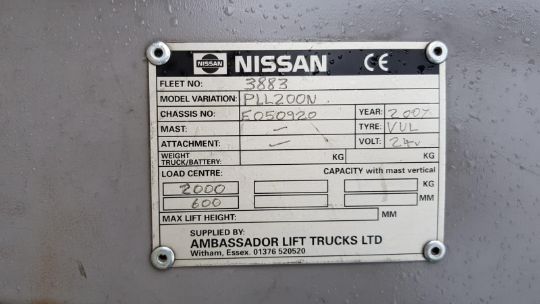 NISSAN NISSAN CE
FLEET NO: 3883
MODEL VARIATION: PLL200N
CHASSIS NO: E050920 YEAR: 2007
MAST: — TYRE: VUL
ATTACHMENT: VOLT: 24v
WEIGHT TRUCK/BATTERY: KG KG
LOAD CENTRE: CAPACITY with mast vertical
2000 KG
600 MM
MAX LIFT HEIGHT: MM
SUPPLIED BY:
AMBASSADOR LIFT TRUCKS LTD
Witham, Essex. 01376 520520